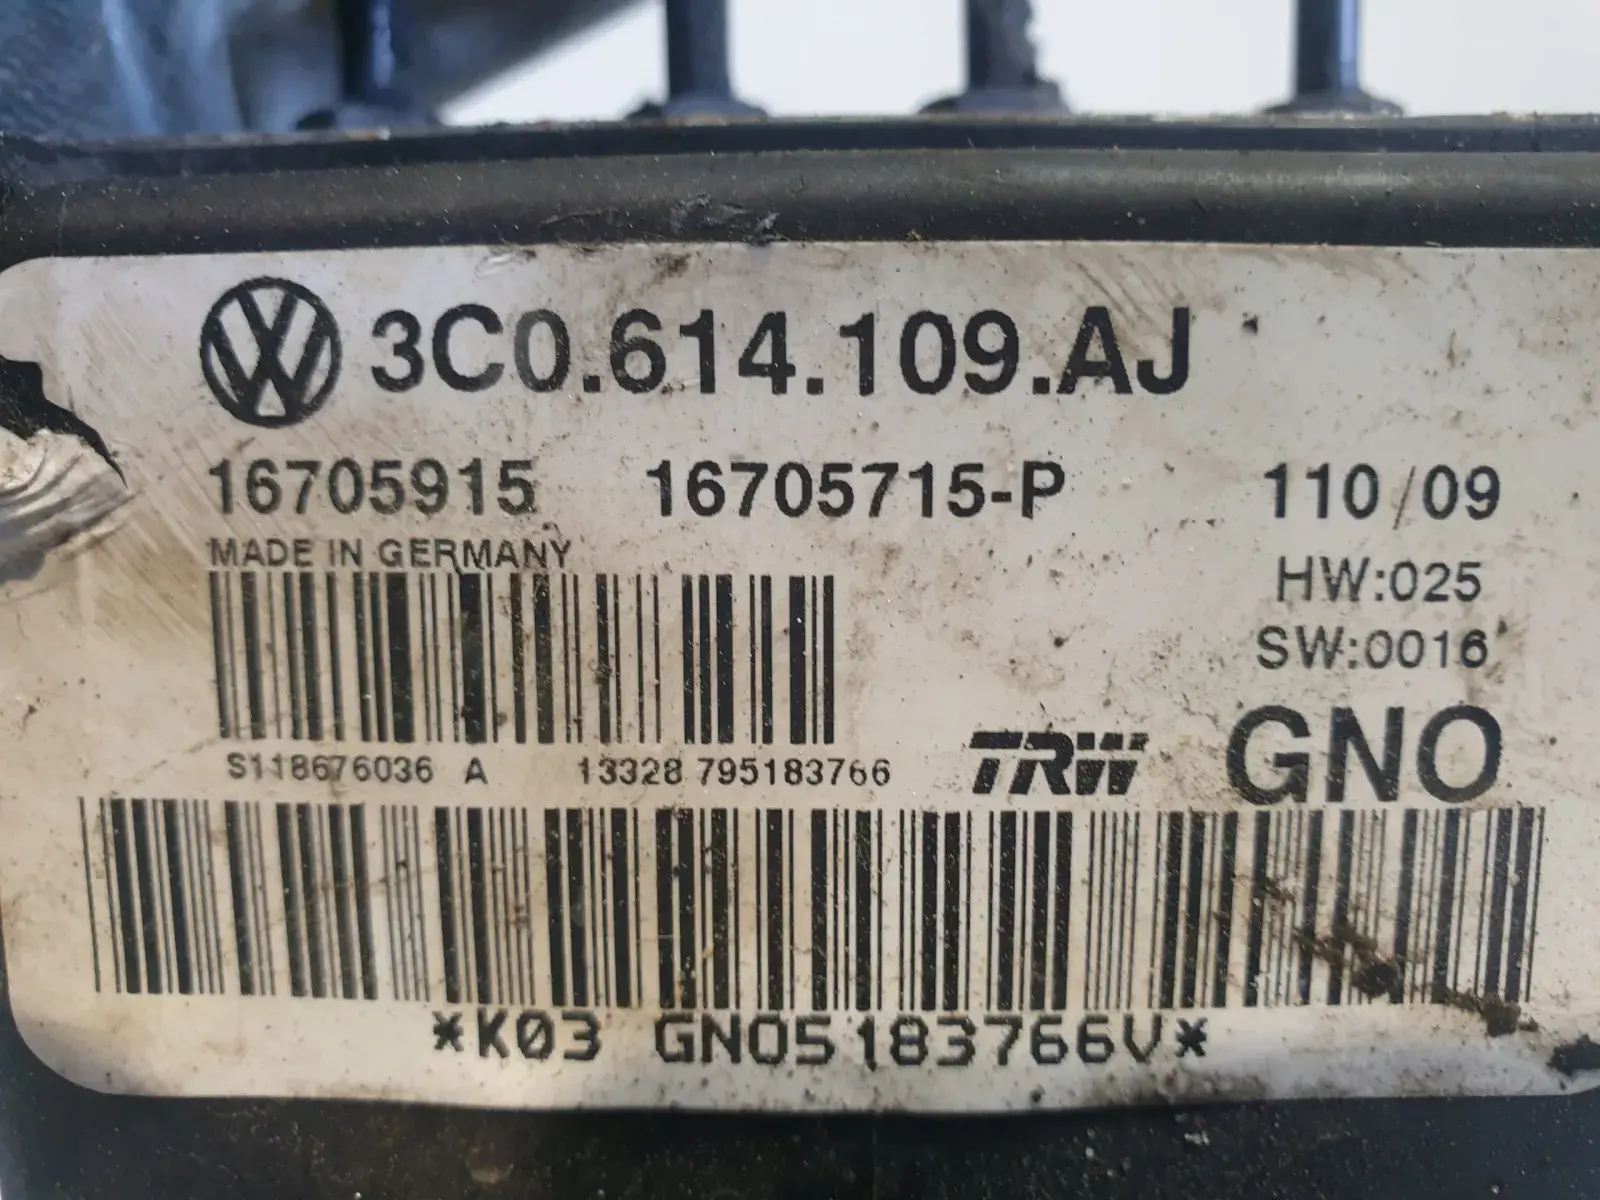 3C0.614.109.AJ
16705915 16705715-P 110/09
MADE IN GERMANY HW:025
SW:0016
TRW GNO
S118676036 A 13328 795183766
*K03 GNO5183766V*